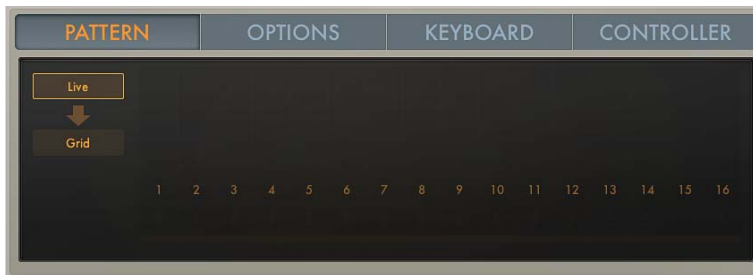 PATTERN OPTIONS KEYBOARD CONTROLLER
Live
Grid
1 2 3 4 5 6 7 8 9 10 11 12 13 14 15 16